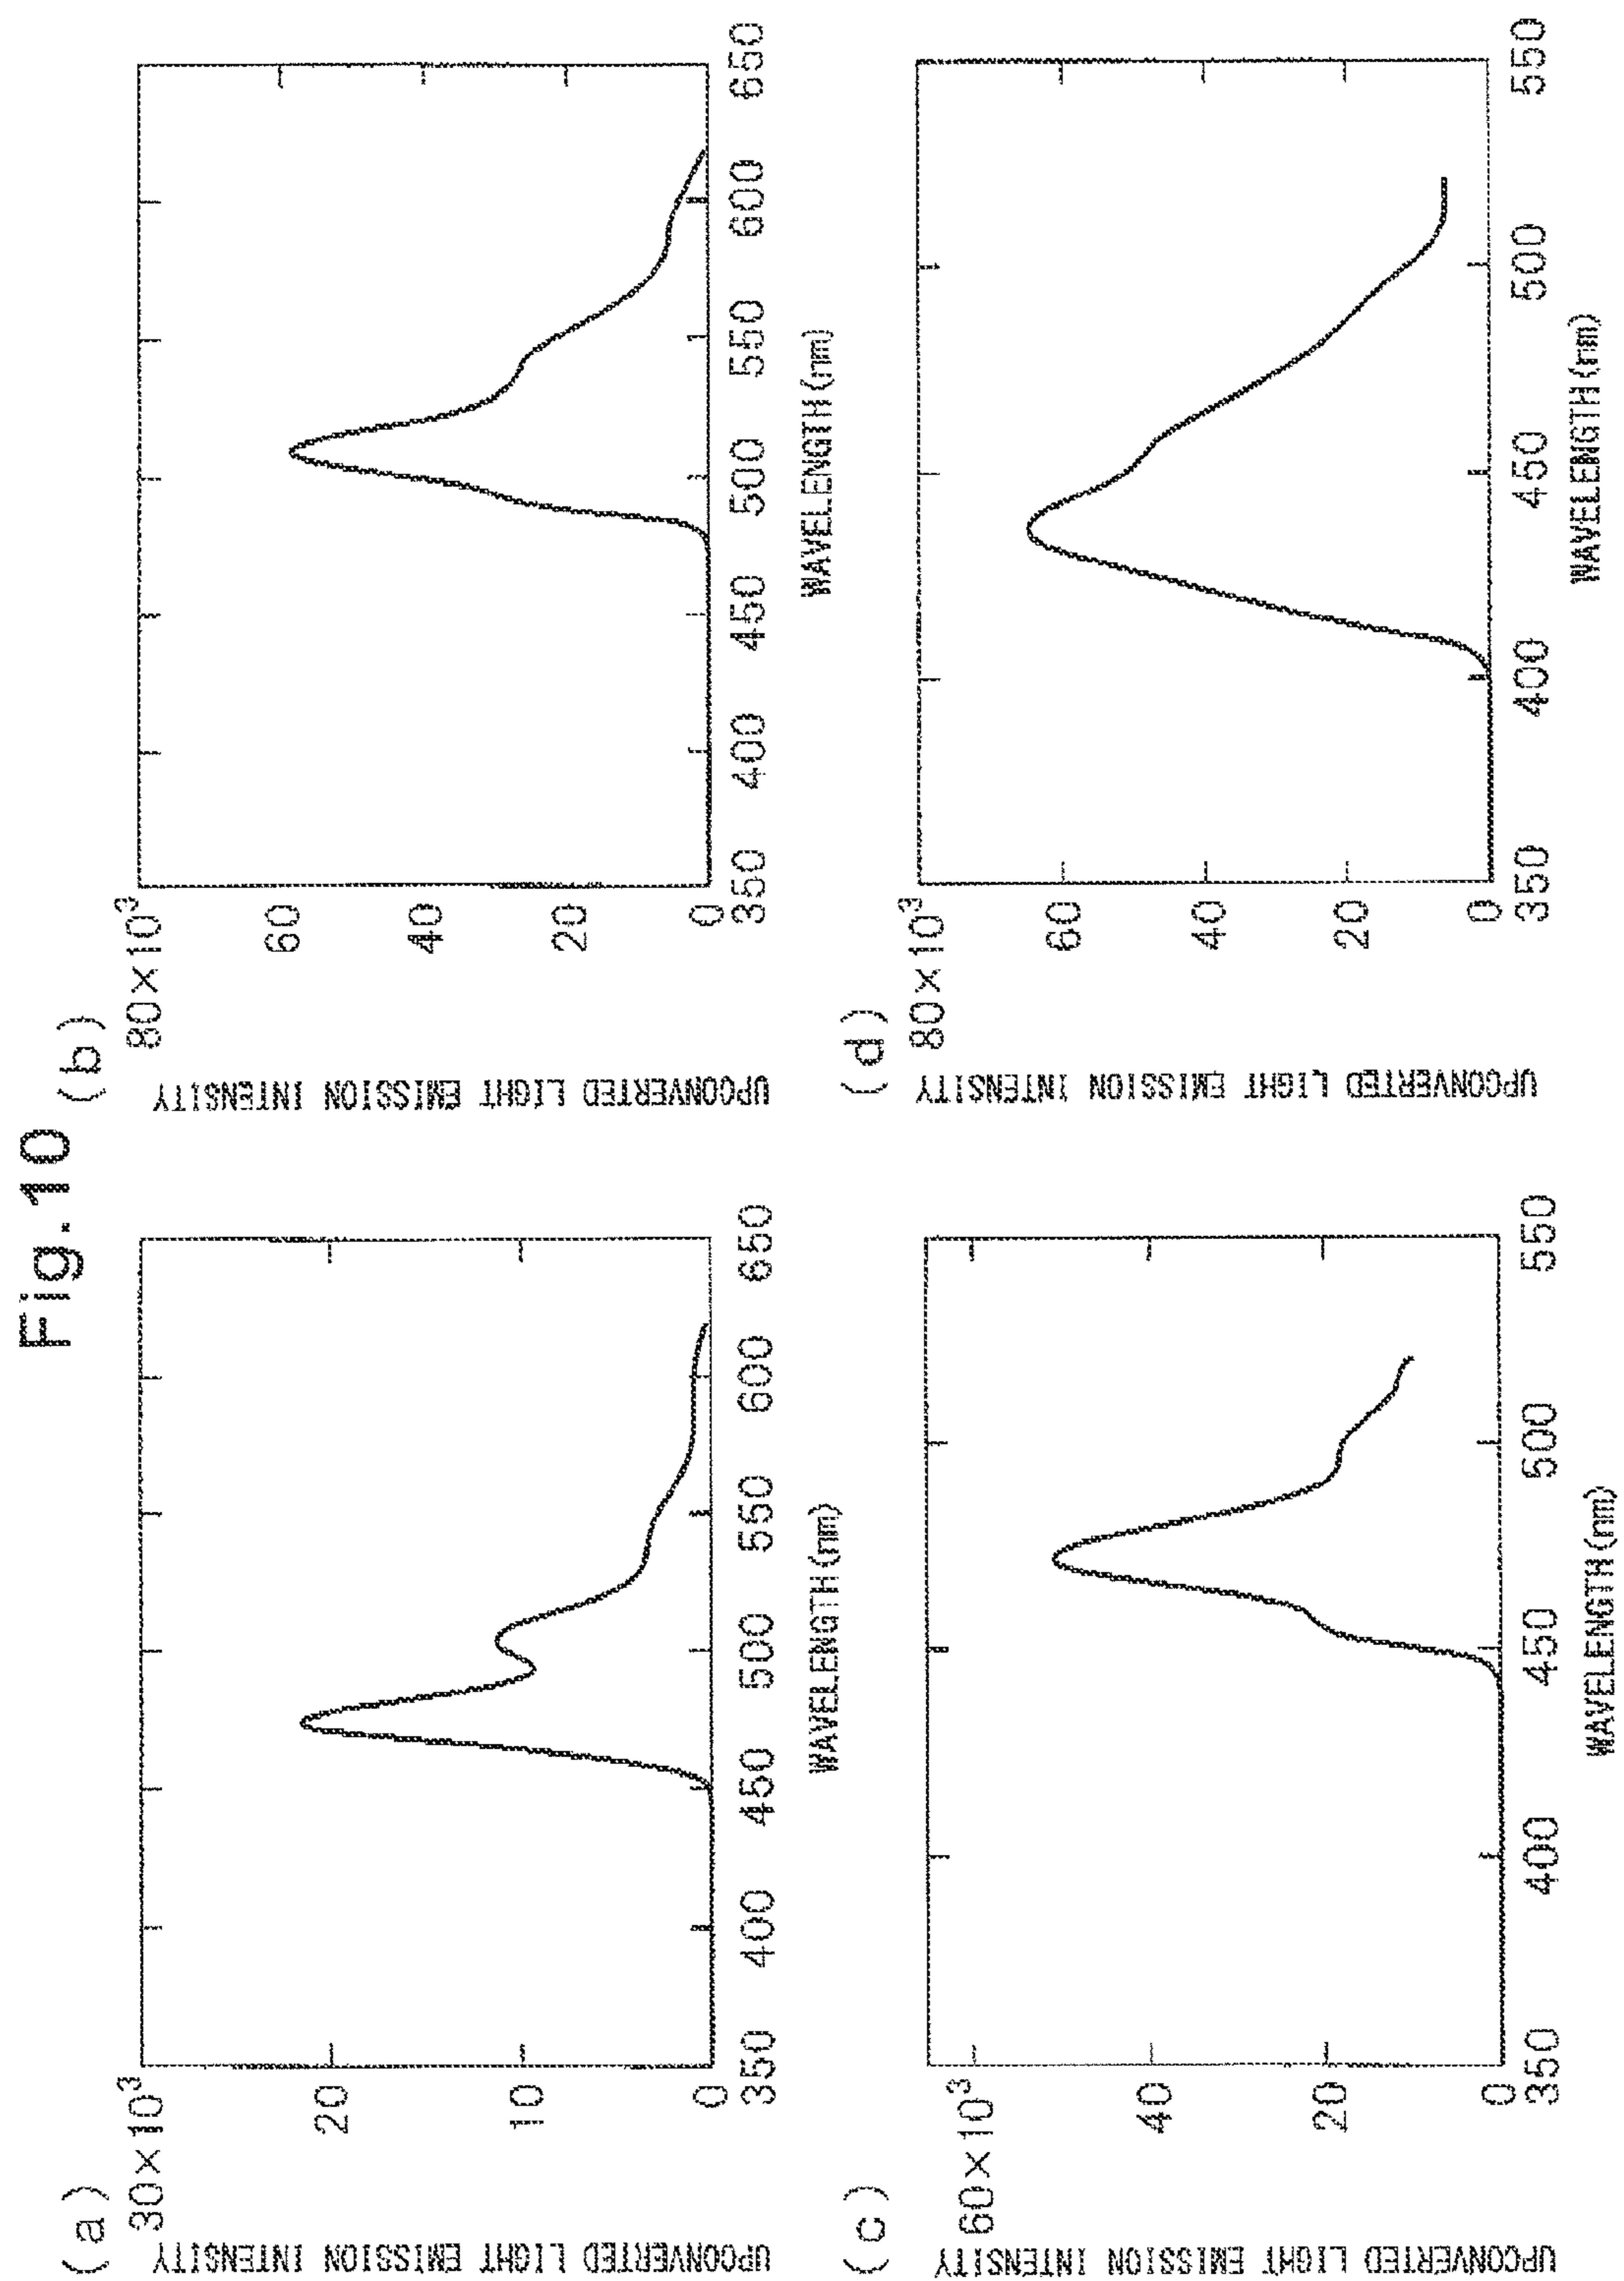 Fig.10
(a)
UPCONVERTED LIGHT EMISSION INTENSITY
30×10³
20
10
0
350 400 450 500 550 600 650
WAVELENGTH(nm)
(b)
UPCONVERTED LIGHT EMISSION INTENSITY
80×10³
60
40
20
0
350 400 450 500 550 600 650
WAVELENGTH(nm)
(c)
UPCONVERTED LIGHT EMISSION INTENSITY
60×10³
40
20
0
350 400 450 500 550
WAVELENGTH(nm)
(d)
UPCONVERTED LIGHT EMISSION INTENSITY
80×10³
60
40
20
0
350 400 450 500 550
WAVELENGTH(nm)